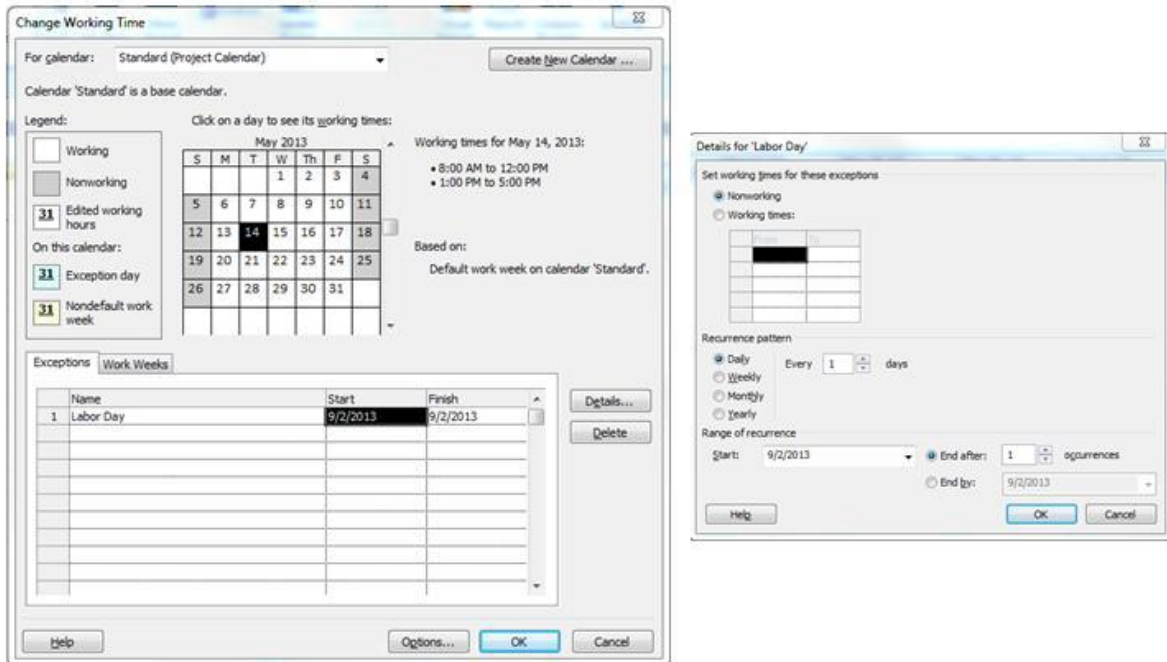 Change Working Time
For calendar: Standard (Project Calendar) Create New Calendar ...
Calendar 'Standard' is a base calendar.
Legend:
Working
Nonworking
31 Edited working hours
On this calendar:
31 Exception day
31 Nondefault work week
Click on a day to see its working times:
May 2013
S M T W Th F S
1 2 3 4
5 6 7 8 9 10 11
12 13 14 15 16 17 18
19 20 21 22 23 24 25
26 27 28 29 30 31
Working times for May 14, 2013:
• 8:00 AM to 12:00 PM
• 1:00 PM to 5:00 PM
Based on:
Default work week on calendar 'Standard'.
Exceptions Work Weeks
Name Start Finish
1 Labor Day 9/2/2013 9/2/2013
Details...
Delete
Help Options... OK Cancel
Details for 'Labor Day'
Set working times for these exceptions
Nonworking
Working times:
From To
Recurrence pattern
Daily Every 1 days
Weekly
Monthly
Yearly
Range of recurrence
Start: 9/2/2013 End after: 1 occurrences
End by: 9/2/2013
Help OK Cancel